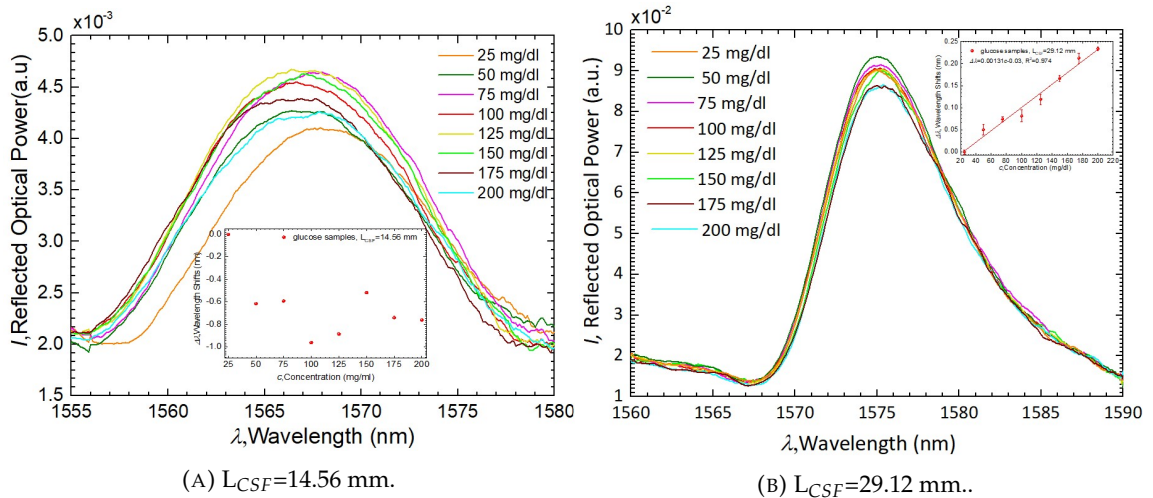 ×10⁻³
5.0
4.5
4.0
3.5
3.0
2.5
2.0
1.5
I,Reflected Optical Power(a.u)
25 mg/dl
50 mg/dl
75 mg/dl
100 mg/dl
125 mg/dl
150 mg/dl
175 mg/dl
200 mg/dl
glucose samples, L_CSF=14.56 mm
0.0
-0.2
-0.4
-0.6
-0.8
-1.0
Δλ,Wavelength Shifts (nm)
25 50 75 100 125 150 175 200
c,Concentration (mg/ml)
1555 1560 1565 1570 1575 1580
λ,Wavelength (nm)
(A) L_CSF=14.56 mm.
×10⁻²
10
9
8
7
6
5
4
3
2
1
I, Reflected Optical Power (a.u.)
25 mg/dl
50 mg/dl
75 mg/dl
100 mg/dl
125 mg/dl
150 mg/dl
175 mg/dl
200 mg/dl
glucose samples, L_CSF=29.12 mm
Δλ=0.00131c-0.03, R²=0.974
0.25
0.20
0.15
0.10
0.05
0.00
Δλ,Wavelength Shifts (nm)
20 40 60 80 100 120 140 160 180 200 220
c,Concentration (mg/dl)
1560 1565 1570 1575 1580 1585 1590
λ,Wavelength (nm)
(B) L_CSF=29.12 mm..